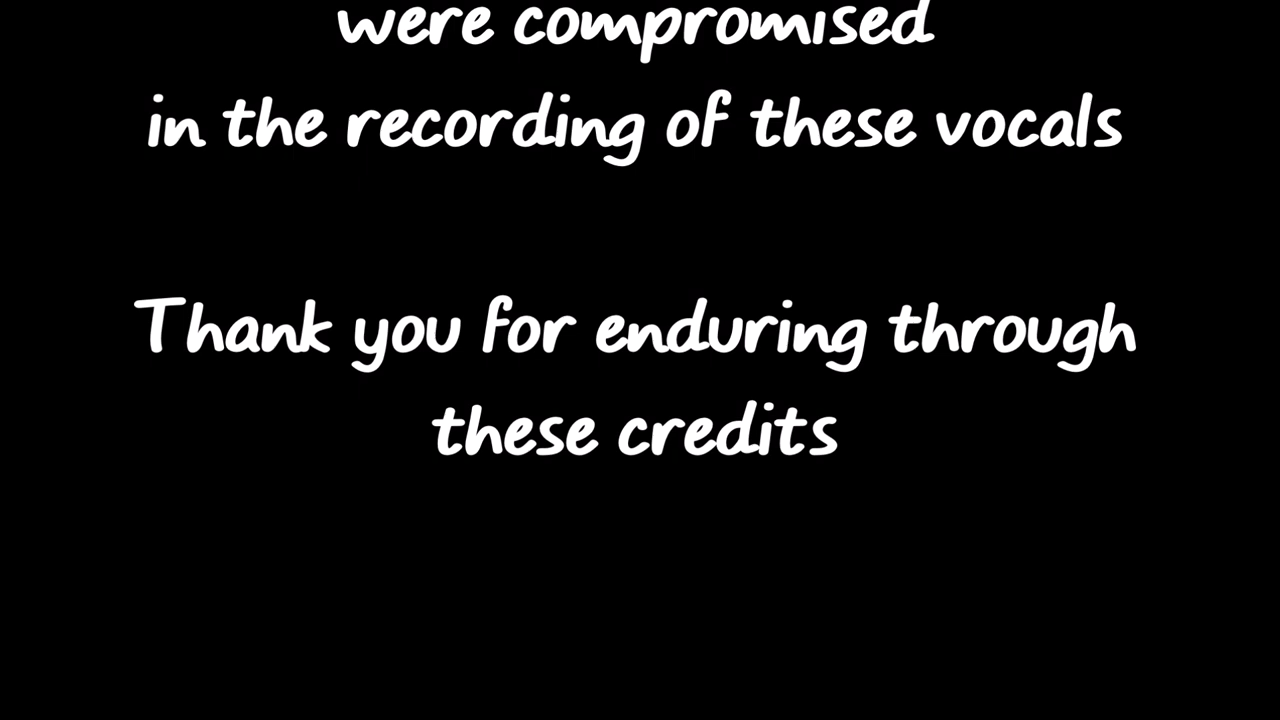 were compromised
in the recording of these vocals
Thank you for enduring through
these credits